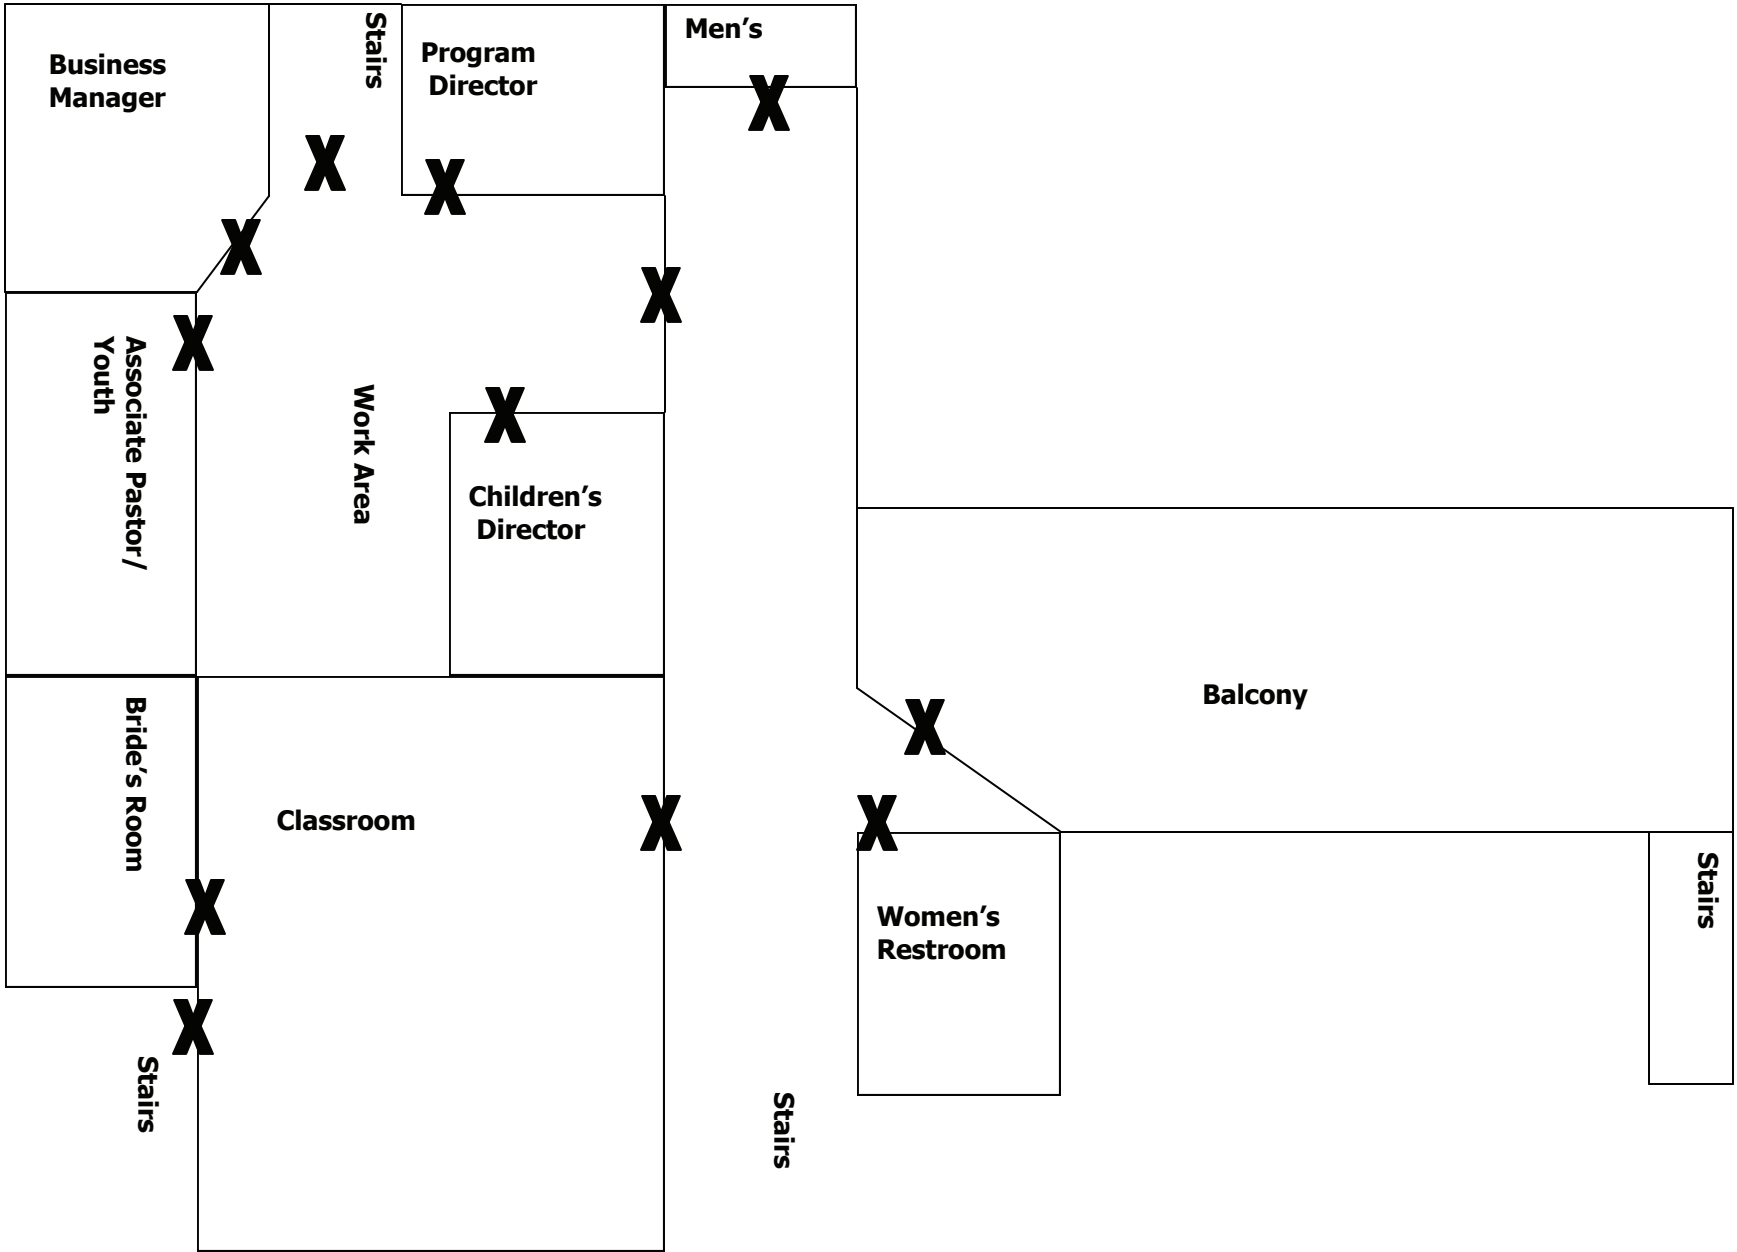 Business
Manager
Stairs
Program
Director
Men’s
X
X
X
X
X
X
Associate Pastor/
Youth
Work Area
X
Children’s
Director
Balcony
Bride’s Room
X
Classroom
X
X
Stairs
X
Women’s
Restroom
X
Stairs
Stairs